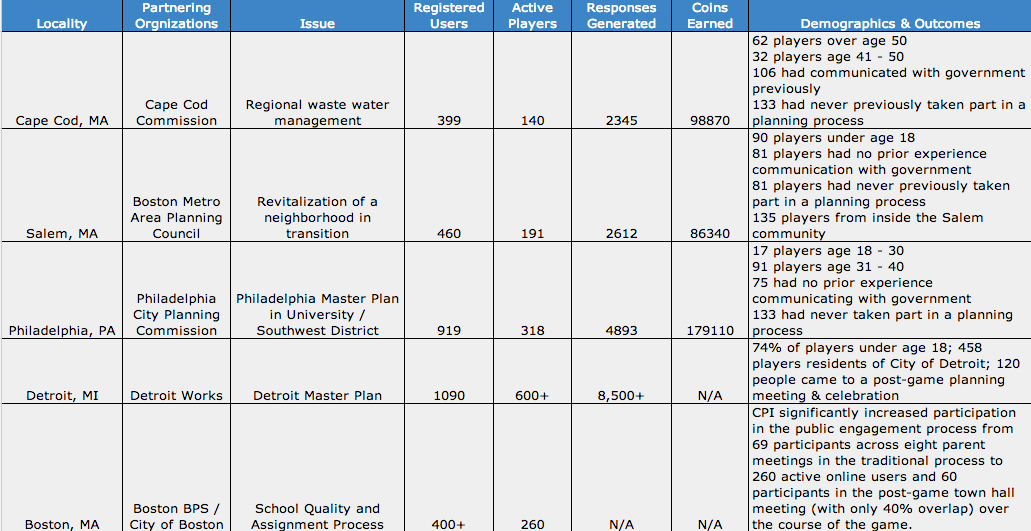 Locality
Partnering
Orgnizations
Issue
Registered
Users
Active
Players
Responses
Generated
Coins
Earned
Demographics & Outcomes
Cape Cod, MA
Cape Cod
Commission
Regional waste water
management
399
140
2345
98870
62 players over age 50
32 players age 41 - 50
106 had communicated with government
previously
133 had never previously taken part in a
planning process
Salem, MA
Boston Metro
Area Planning
Council
Revitalization of a
neighborhood in
transition
460
191
2612
86340
90 players under age 18
81 players had no prior experience
communication with government
81 players had never previously taken
part in a planning process
135 players from inside the Salem
community
Philadelphia, PA
Philadelphia
City Planning
Commission
Philadelphia Master Plan
in University /
Southwest District
919
318
4893
179110
17 players age 18 - 30
91 players age 31 - 40
75 had no prior experience
communicating with government
133 had never taken part in a planning
process
Detroit, MI
Detroit Works
Detroit Master Plan
1090
600+
8,500+
N/A
74% of players under age 18; 458
players residents of City of Detroit; 120
people came to a post-game planning
meeting & celebration
Boston, MA
Boston BPS /
City of Boston
School Quality and
Assignment Process
400+
260
N/A
N/A
CPI significantly increased participation
in the public engagement process from
69 participants across eight parent
meetings in the traditional process to
260 active online users and 60
participants in the post-game town hall
meeting (with only 40% overlap) over
the course of the game.